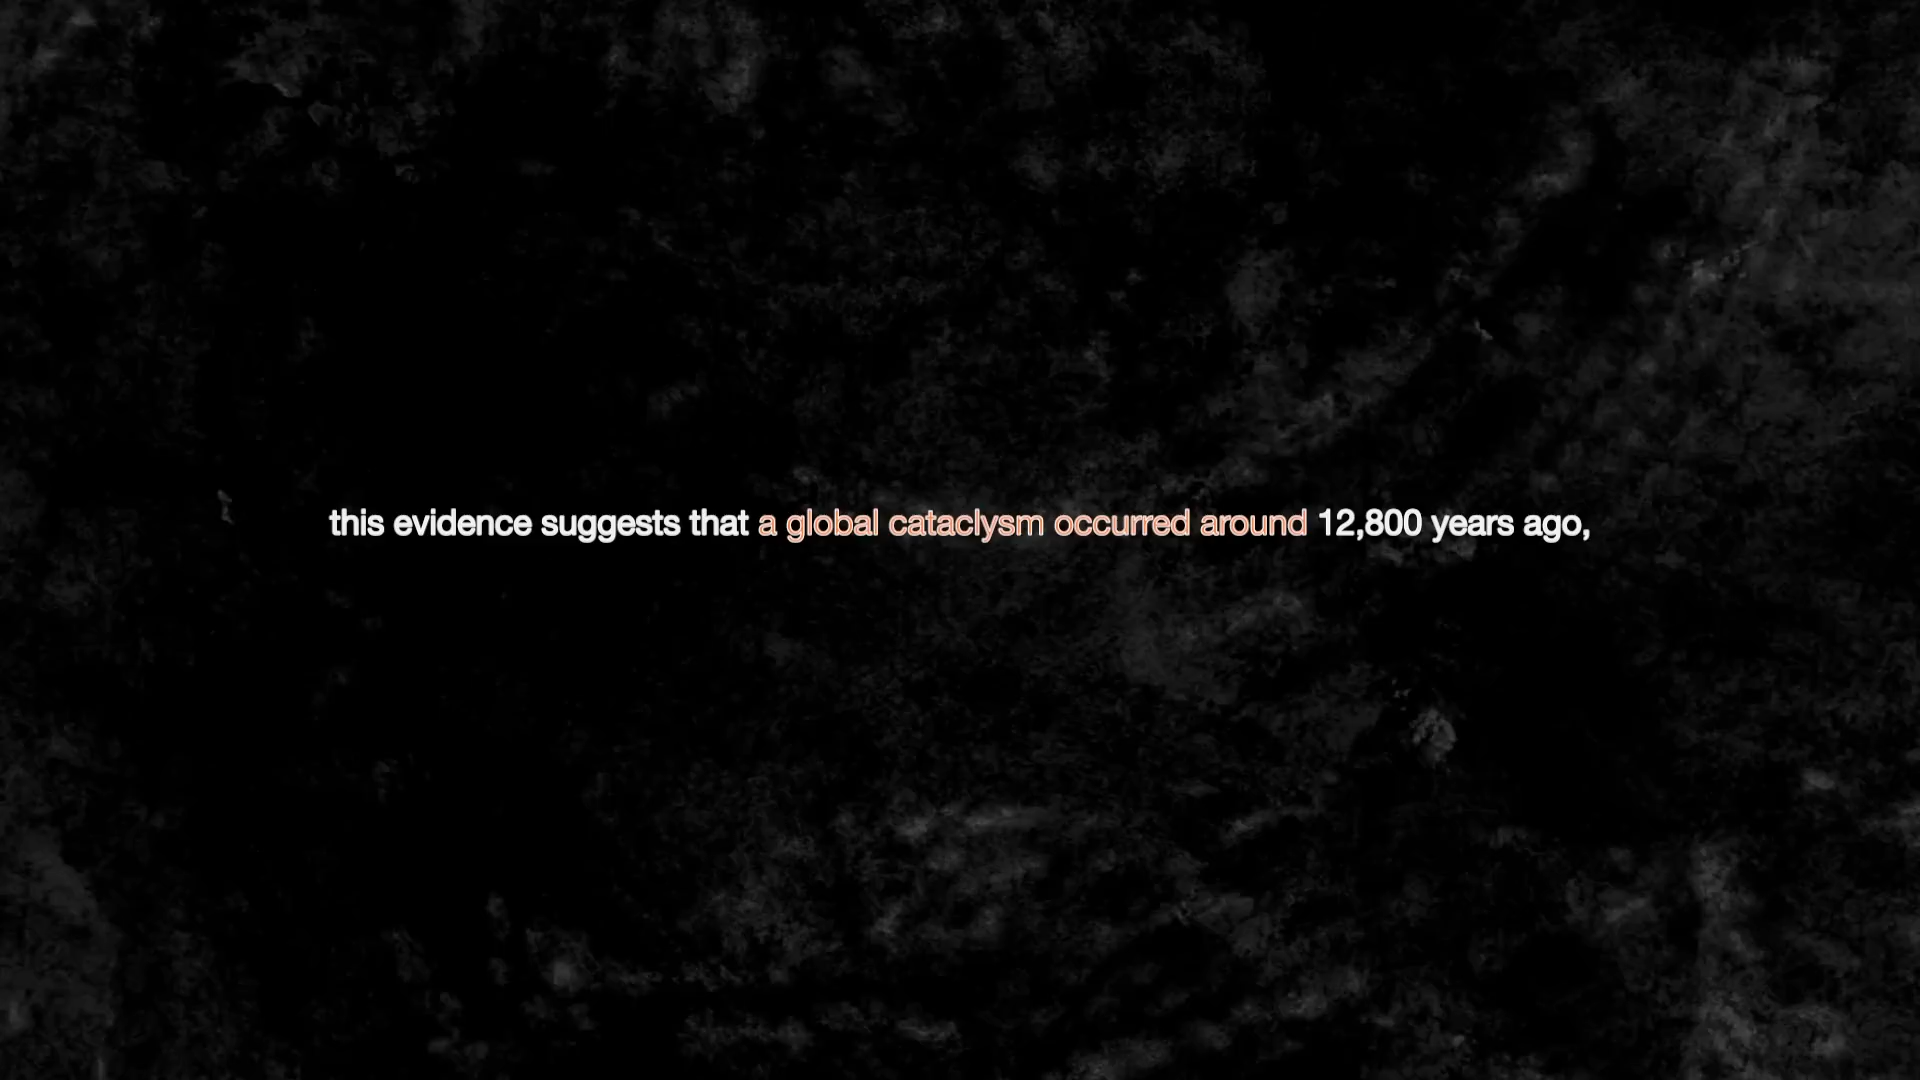 this evidence suggests that a global cataclysm occurred around 12,800 years ago,